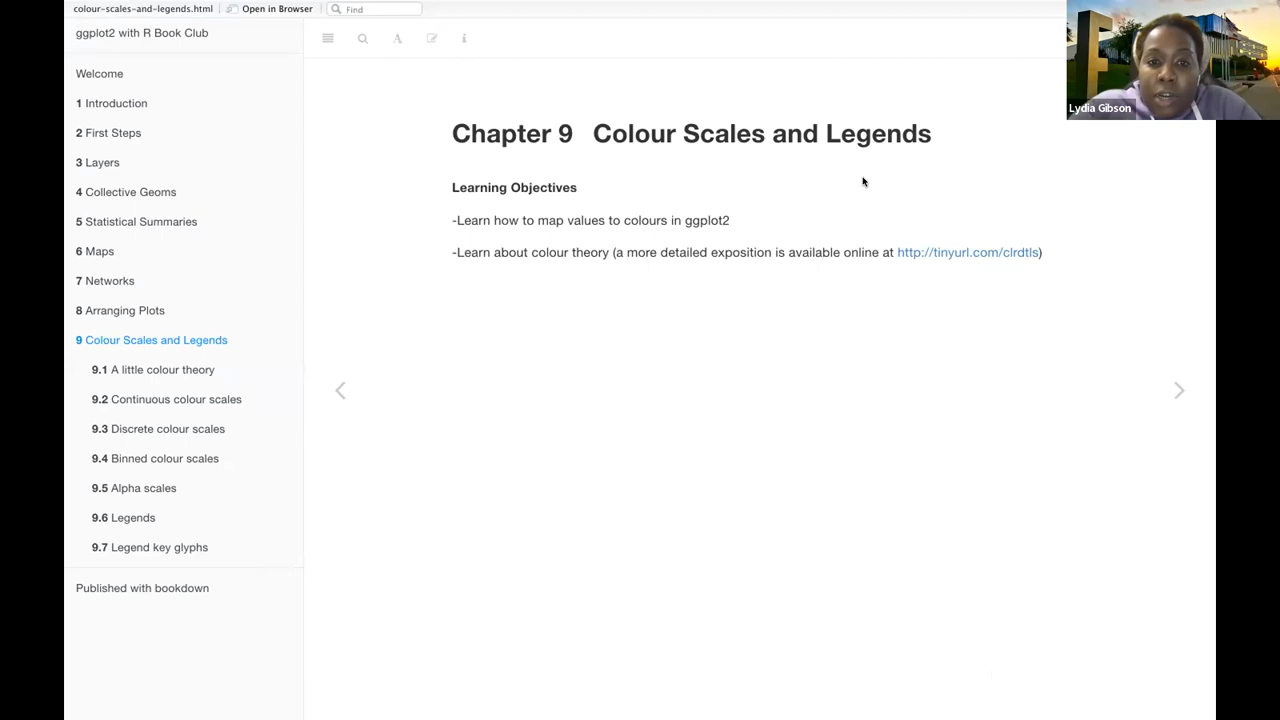 colour-scales-and-legends.html Open in Browser Find
ggplot2 with R Book Club
Welcome
1 Introduction
2 First Steps
3 Layers
4 Collective Geoms
5 Statistical Summaries
6 Maps
7 Networks
8 Arranging Plots
9 Colour Scales and Legends
9.1 A little colour theory
9.2 Continuous colour scales
9.3 Discrete colour scales
9.4 Binned colour scales
9.5 Alpha scales
9.6 Legends
9.7 Legend key glyphs
Published with bookdown
A
i
Chapter 9 Colour Scales and Legends
Learning Objectives
-Learn how to map values to colours in ggplot2
-Learn about colour theory (a more detailed exposition is available online at http://tinyurl.com/clrdtls)
Lydia Gibson